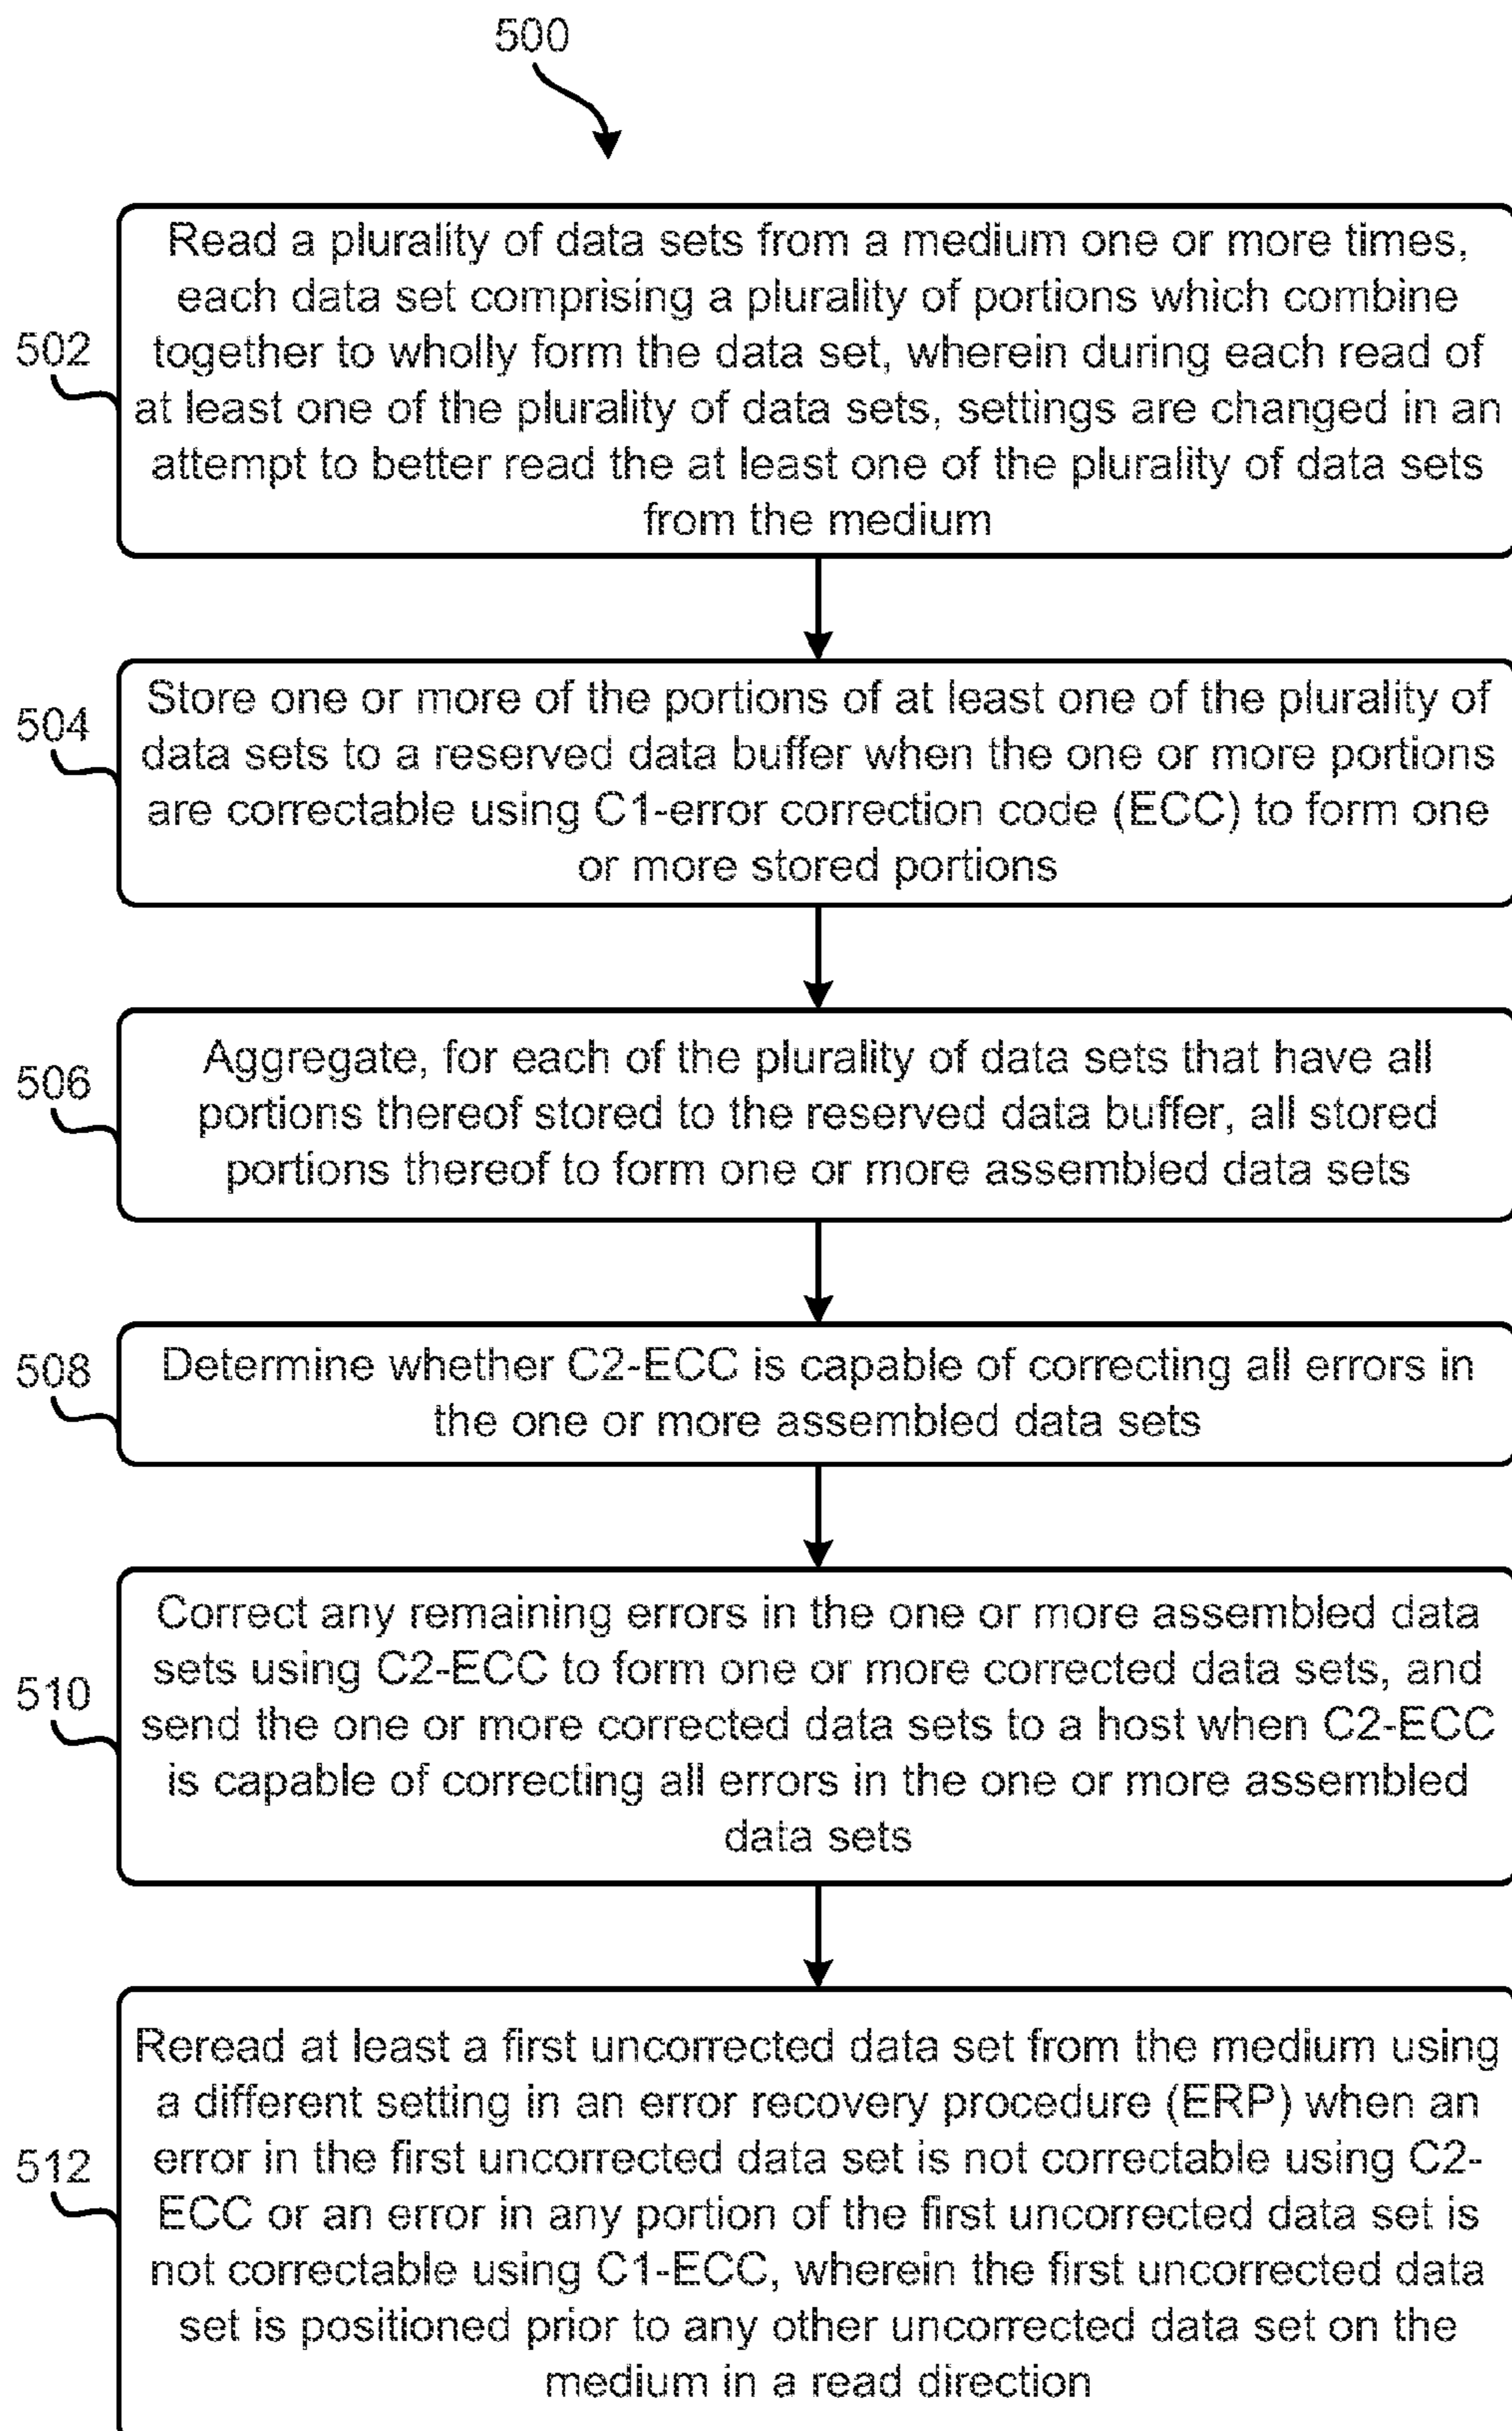 500
502
Read a plurality of data sets from a medium one or more times,
each data set comprising a plurality of portions which combine
together to wholly form the data set, wherein during each read of
at least one of the plurality of data sets, settings are changed in an
attempt to better read the at least one of the plurality of data sets
from the medium
504
Store one or more of the portions of at least one of the plurality of
data sets to a reserved data buffer when the one or more portions
are correctable using C1-error correction code (ECC) to form one
or more stored portions
506
Aggregate, for each of the plurality of data sets that have all
portions thereof stored to the reserved data buffer, all stored
portions thereof to form one or more assembled data sets
508
Determine whether C2-ECC is capable of correcting all errors in
the one or more assembled data sets
510
Correct any remaining errors in the one or more assembled data
sets using C2-ECC to form one or more corrected data sets, and
send the one or more corrected data sets to a host when C2-ECC
is capable of correcting all errors in the one or more assembled
data sets
512
Reread at least a first uncorrected data set from the medium using
a different setting in an error recovery procedure (ERP) when an
error in the first uncorrected data set is not correctable using C2-
ECC or an error in any portion of the first uncorrected data set is
not correctable using C1-ECC, wherein the first uncorrected data
set is positioned prior to any other uncorrected data set on the
medium in a read direction